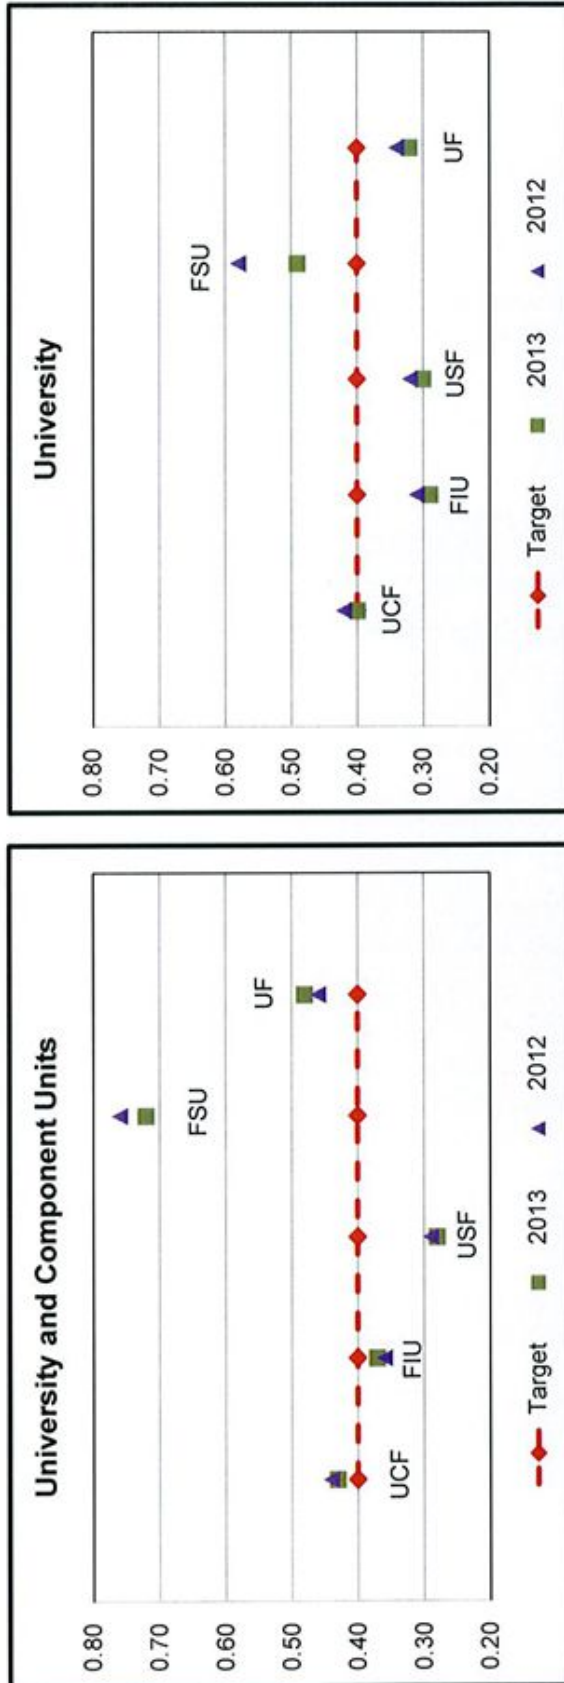 University and Component Units
0.80
0.70
0.60
0.50
0.40
0.30
0.20
UCF
FIU
USF
FSU
UF
Target
2013
2012
University
0.80
0.70
0.60
0.50
0.40
0.30
0.20
UCF
FIU
USF
FSU
UF
Target
2013
2012